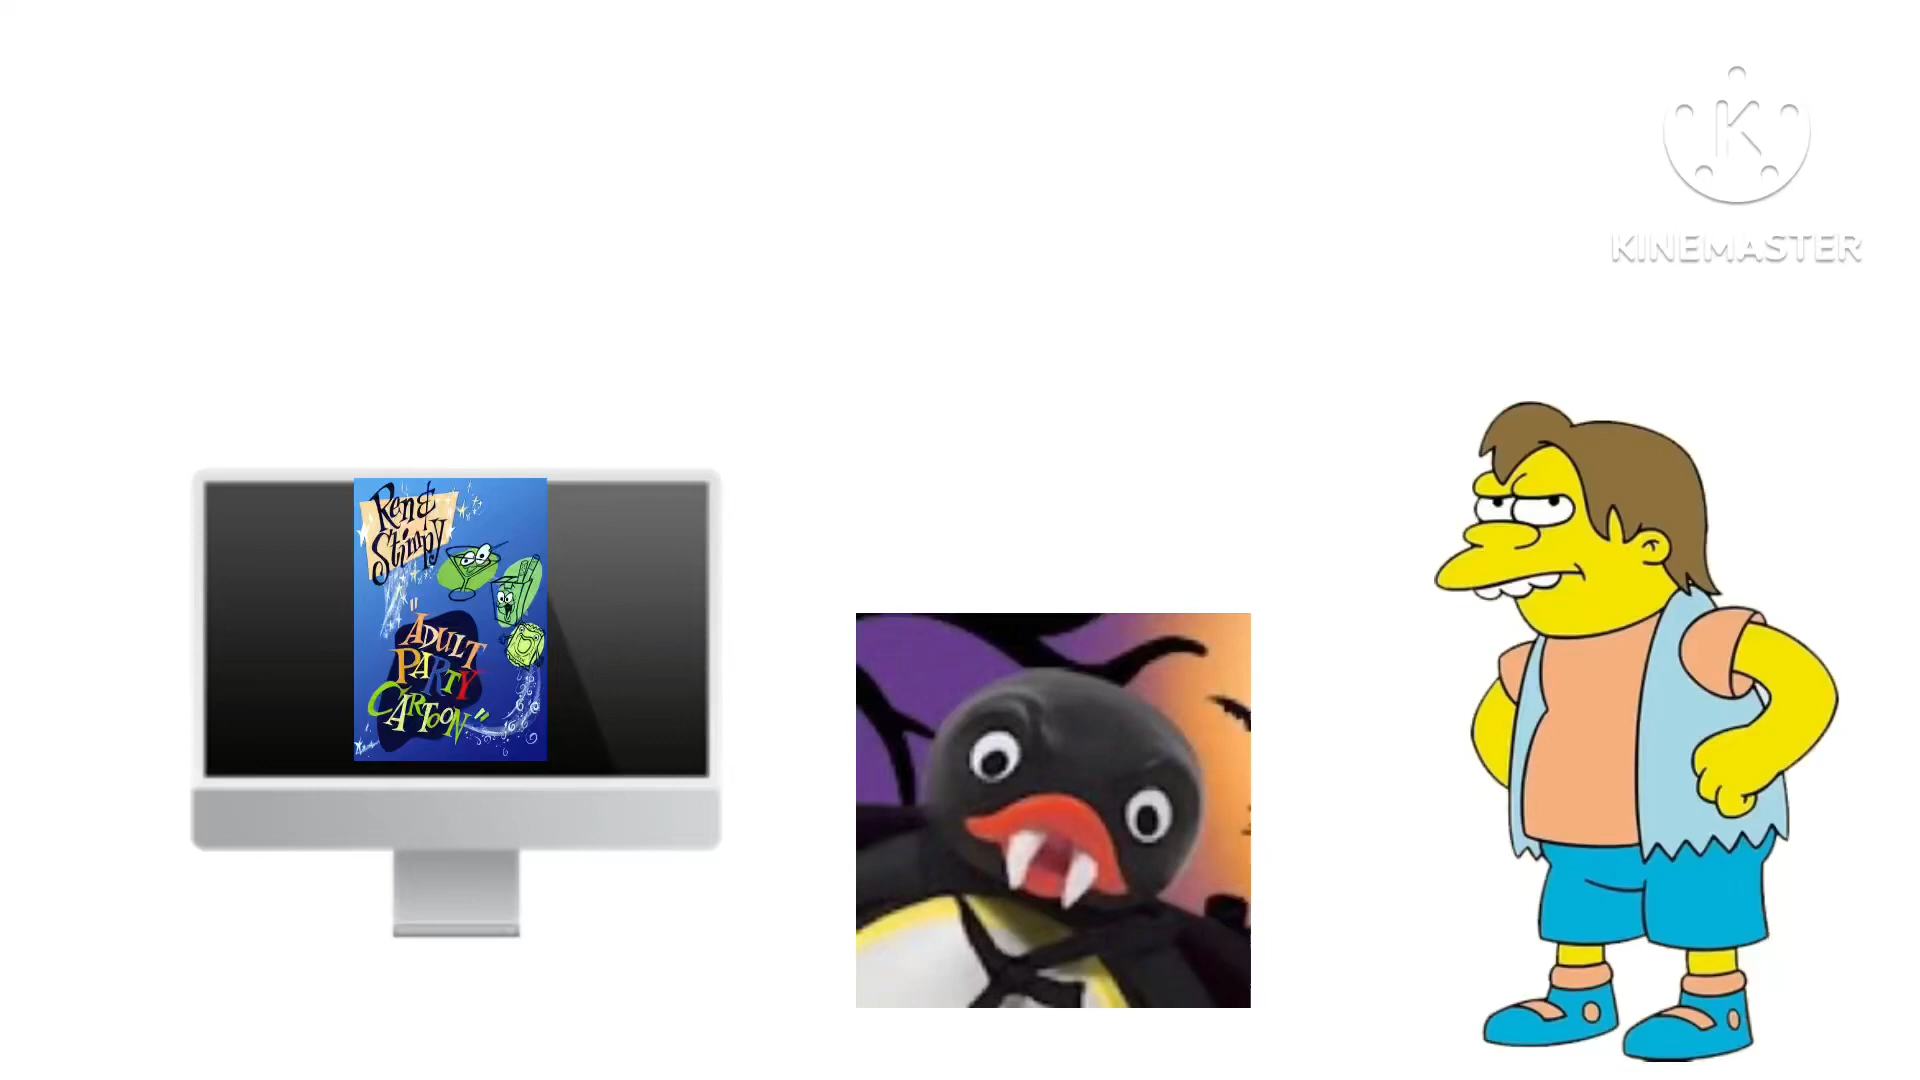 Ren &
Stimpy
"ADULT
PARTY
CARTOON"
K
KINEMASTER